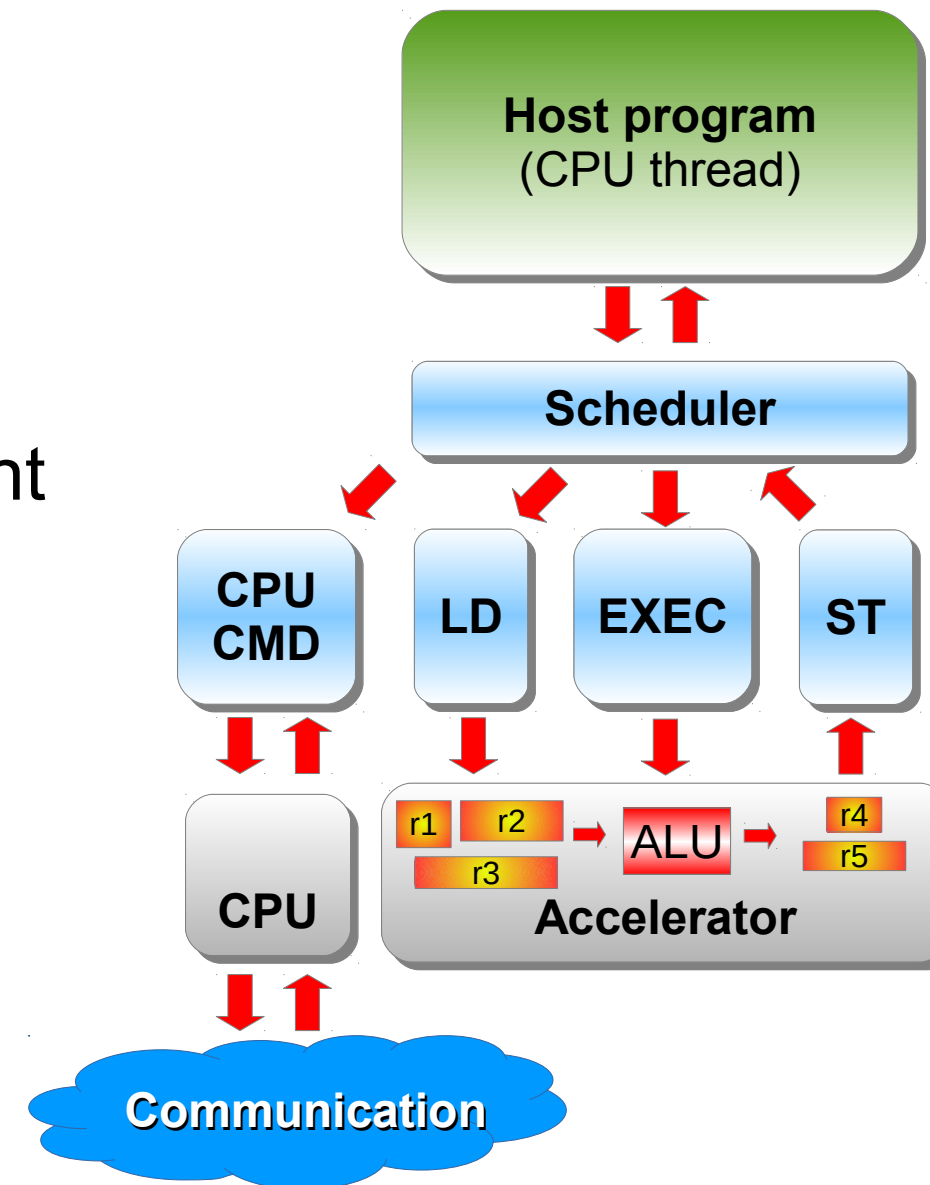 Host program
(CPU thread)
Scheduler
nt
CPU
CMD
LD
EXEC
ST
r1
r2
r3
ALU
r4
r5
CPU
Accelerator
Communication